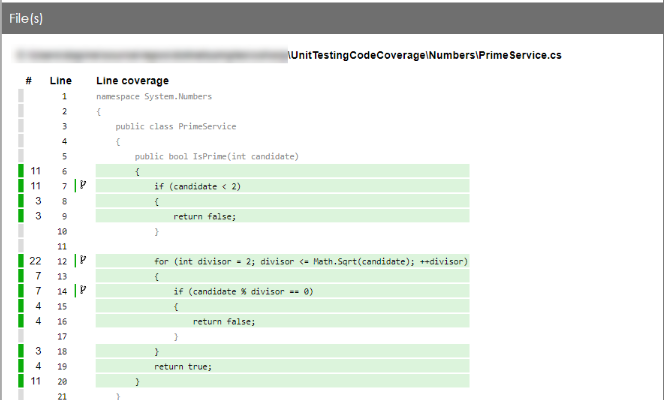 File(s)
\UnitTestingCodeCoverage\Numbers\PrimeService.cs
# Line Line coverage
1 namespace System.Numbers
2 {
3 public class PrimeService
4 {
5 public bool IsPrime(int candidate)
11 6 {
11 7 if (candidate < 2)
3 8 {
3 9 return false;
10 }
11
22 12 for (int divisor = 2; divisor <= Math.Sqrt(candidate); ++divisor)
7 13 {
7 14 if (candidate % divisor == 0)
4 15 {
4 16 return false;
17 }
3 18 }
4 19 return true;
11 20 }
21 }